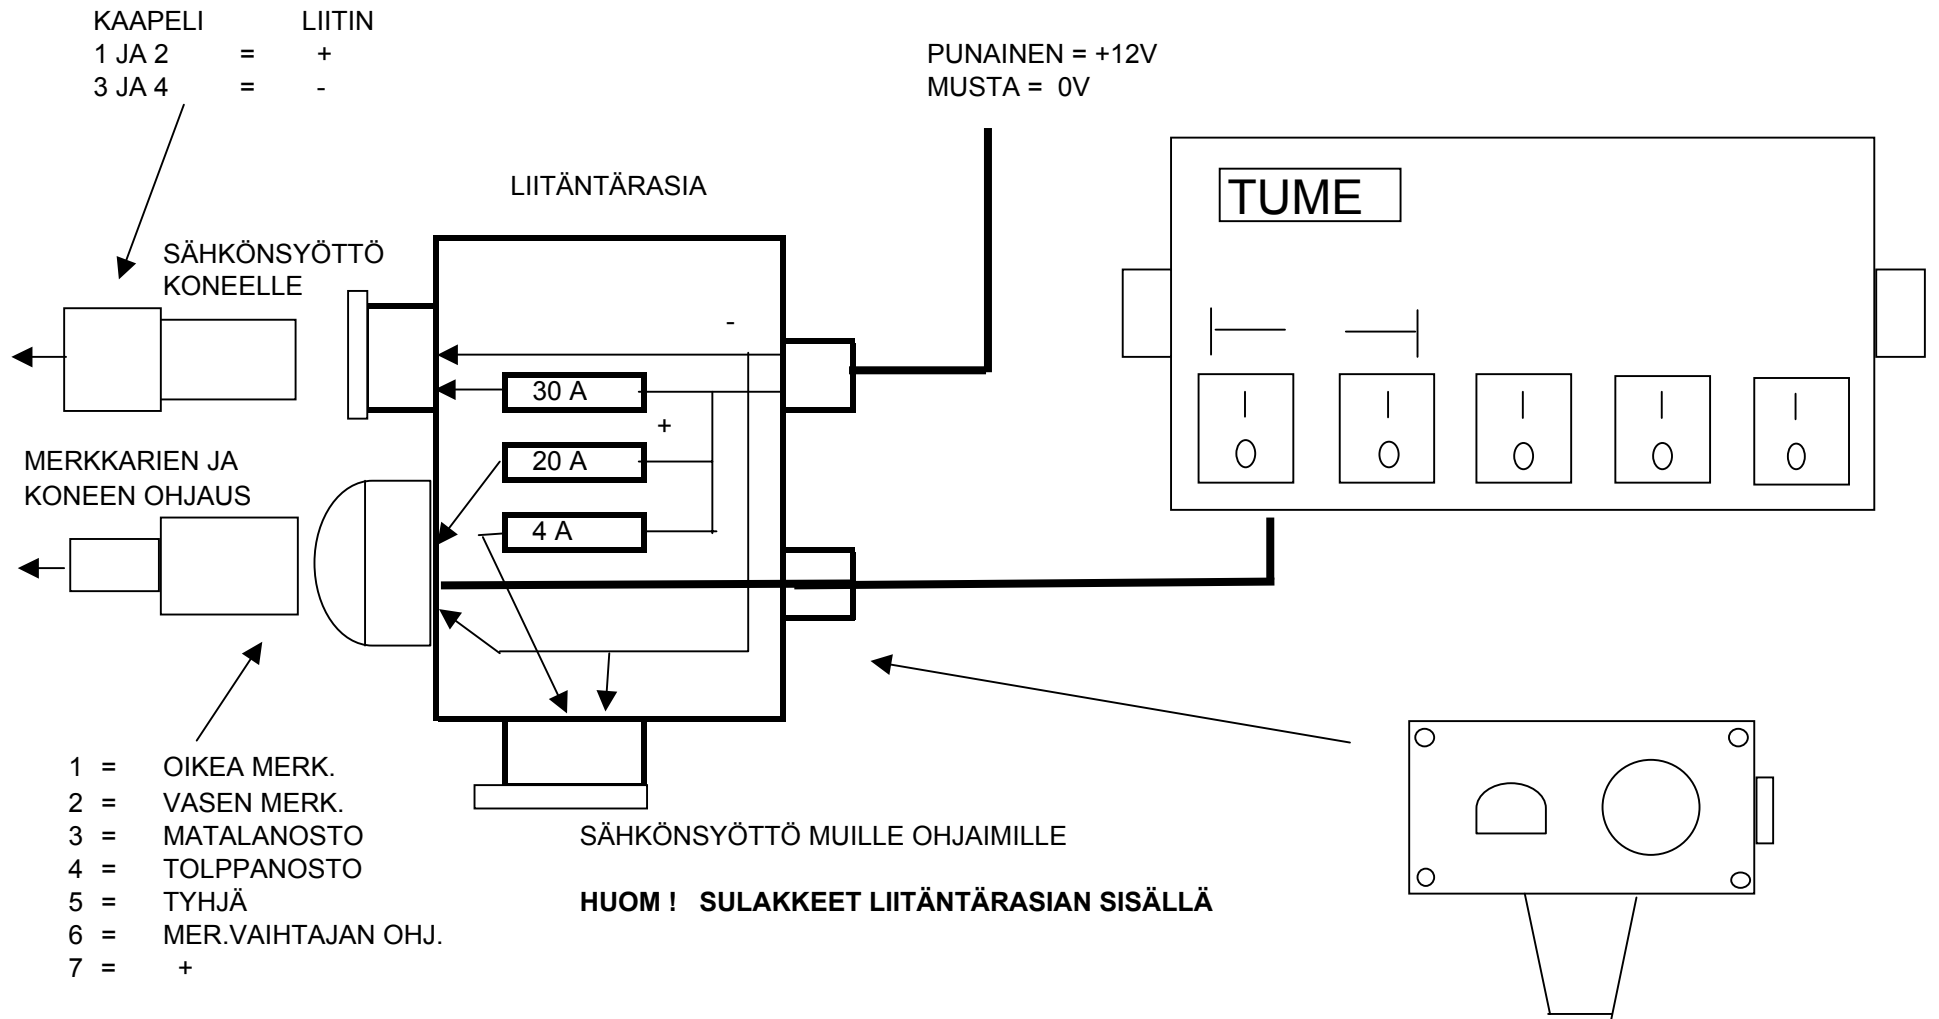 KAAPELI LIITIN
1 JA 2 = +
3 JA 4 = -
PUNAINEN = +12V
MUSTA = 0V
LIITÄNTÄRASIA
TUME
SÄHKÖNSYÖTTÖ
KONEELLE
-
30 A
+
20 A
4 A
MERKKARIEN JA
KONEEN OHJAUS
1 = OIKEA MERK.
2 = VASEN MERK.
3 = MATALANOSTO
4 = TOLPPANOSTO
5 = TYHJÄ
6 = MER.VAIHTAJAN OHJ.
7 = +
SÄHKÖNSYÖTTÖ MUILLE OHJAIMILLE
HUOM ! SULAKKEET LIITÄNTÄRASIAN SISÄLLÄ